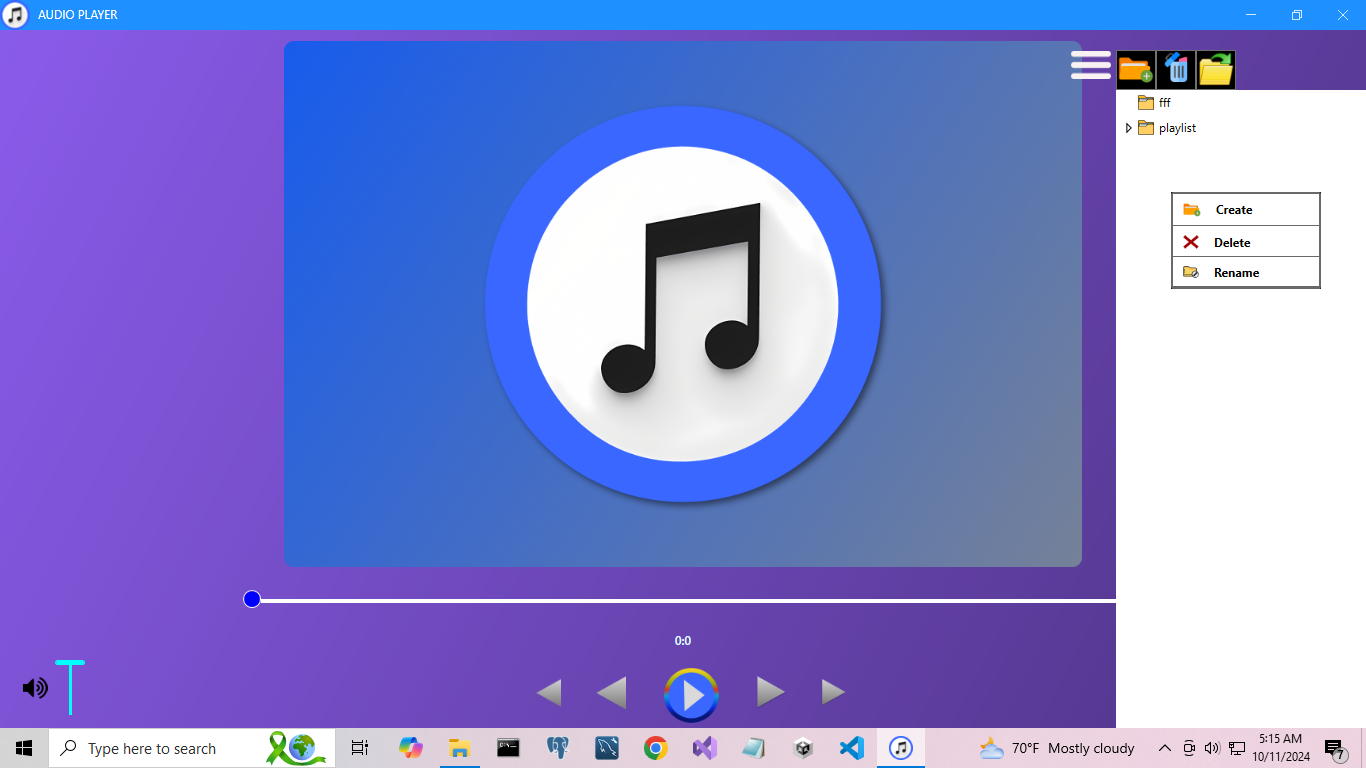 AUDIO PLAYER
fff
playlist
Create
Delete
Rename
0:0
Type here to search
70°F Mostly cloudy
5:15 AM
10/11/2024
7